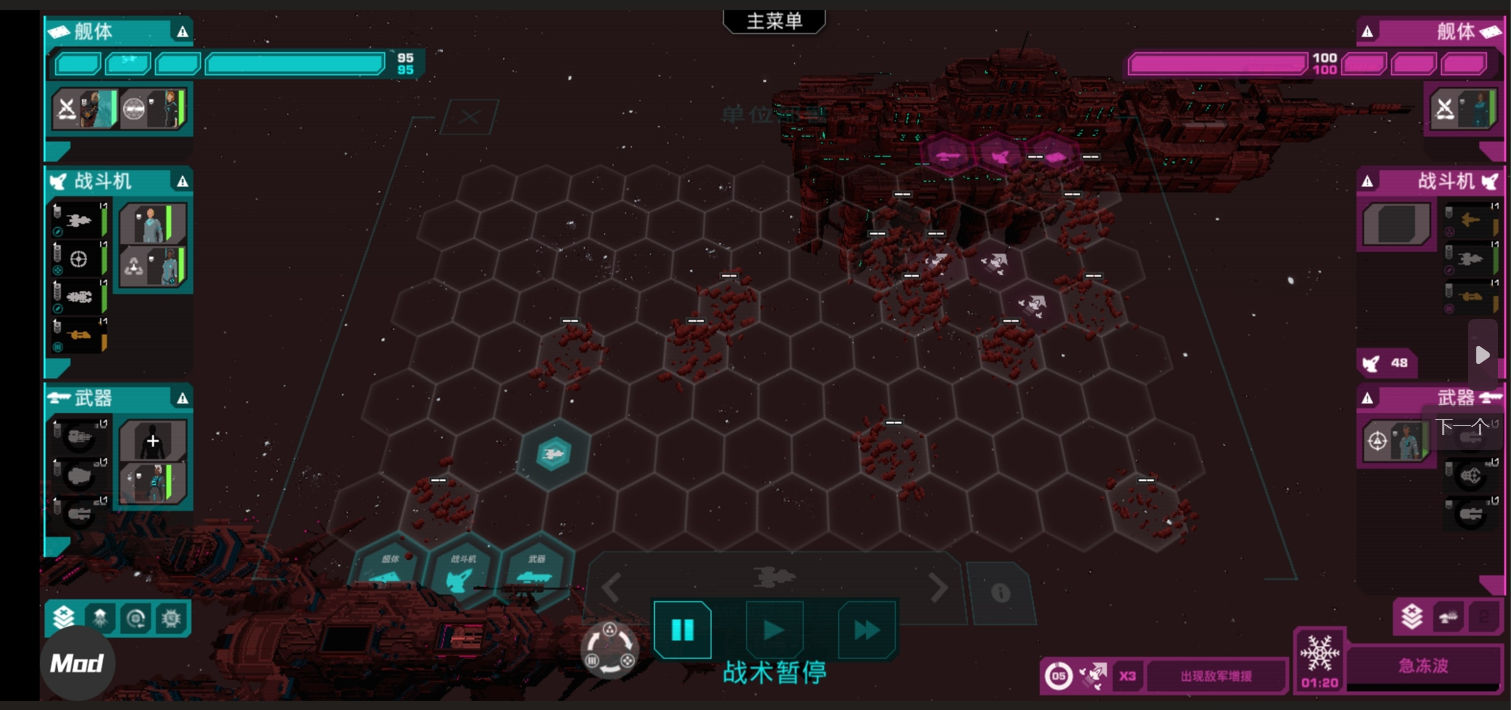 主菜单
舰体
95
95
100
100
舰体
战斗机
战斗机
48
武器
武器
下一个
舰体
战斗机
武器
Mod
战术暂停
05
X3
出现敌军增援
01:20
急冻波